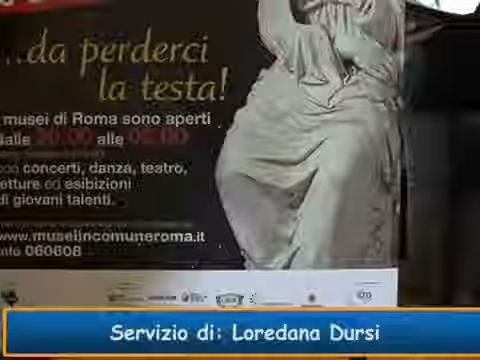 ...da perderci
la testa!
musei di Roma sono aperti
dalle 20.00 alle 02.00
con concerti, danza, teatro,
letture ed esibizioni
di giovani talenti.
www.museiincomuneroma.it
info 060608
Servizio di: Loredana Dursi